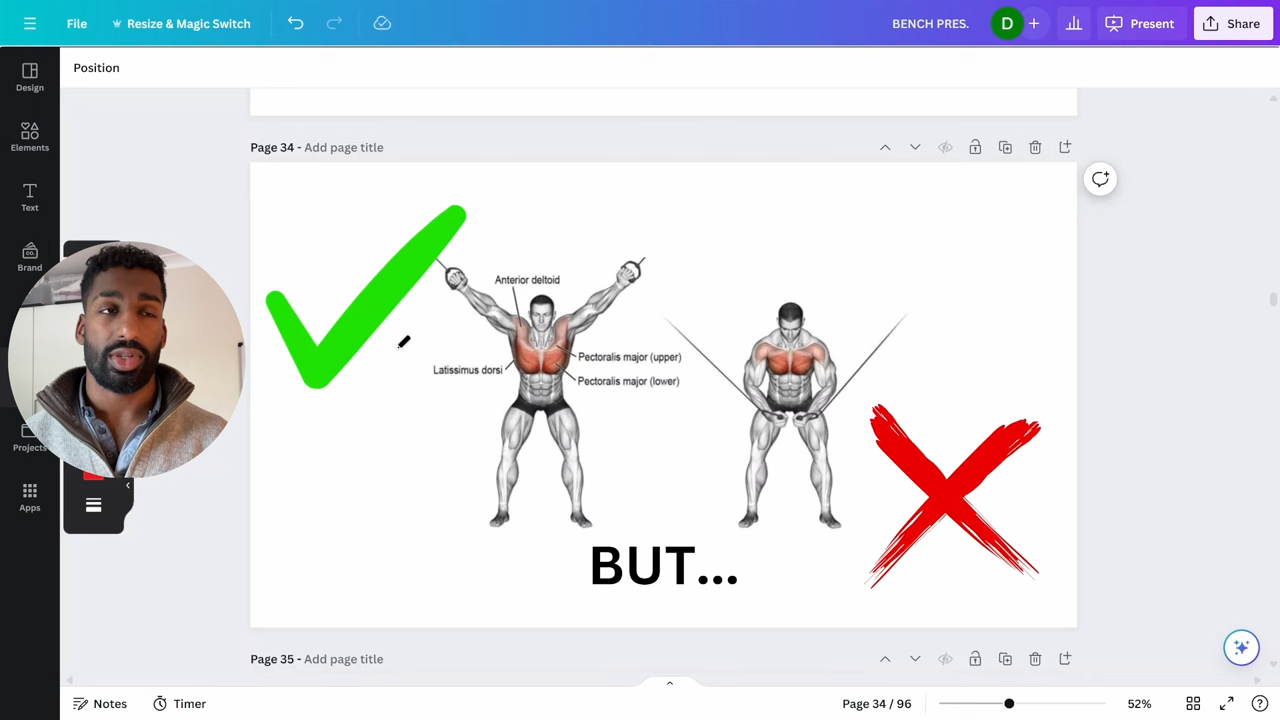 File
Resize & Magic Switch
BENCH PRES.
D
Present
Share
Position
Design
Elements
Text
Brand
Projects
Apps
Page 34 - Add page title
Anterior deltoid
Pectoralis major (upper)
Latissimus dorsi
Pectoralis major (lower)
BUT...
Page 35 - Add page title
Notes
Timer
Page 34 / 96
52%